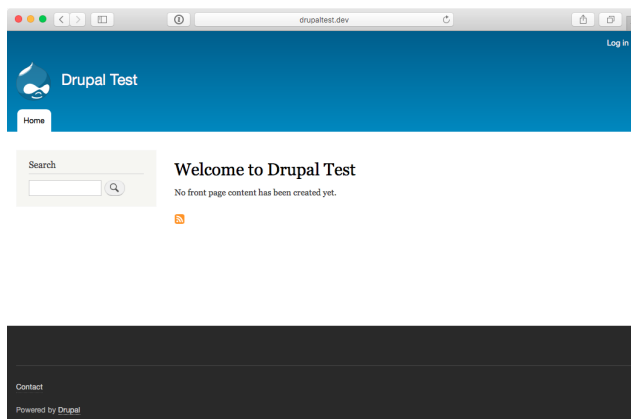 drupaltest.dev
Log in
Drupal Test
Home
Search
Welcome to Drupal Test
No front page content has been created yet.
Contact
Powered by Drupal